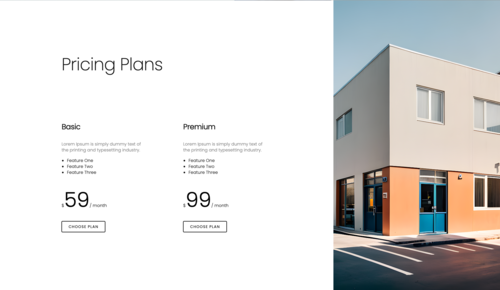 Pricing Plans
Basic
Lorem Ipsum is simply dummy text of
the printing and typesetting industry.
Feature One
Feature Two
Feature Three
$59 / month
CHOOSE PLAN
Premium
Lorem Ipsum is simply dummy text of
the printing and typesetting industry.
Feature One
Feature Two
Feature Three
$99 / month
CHOOSE PLAN